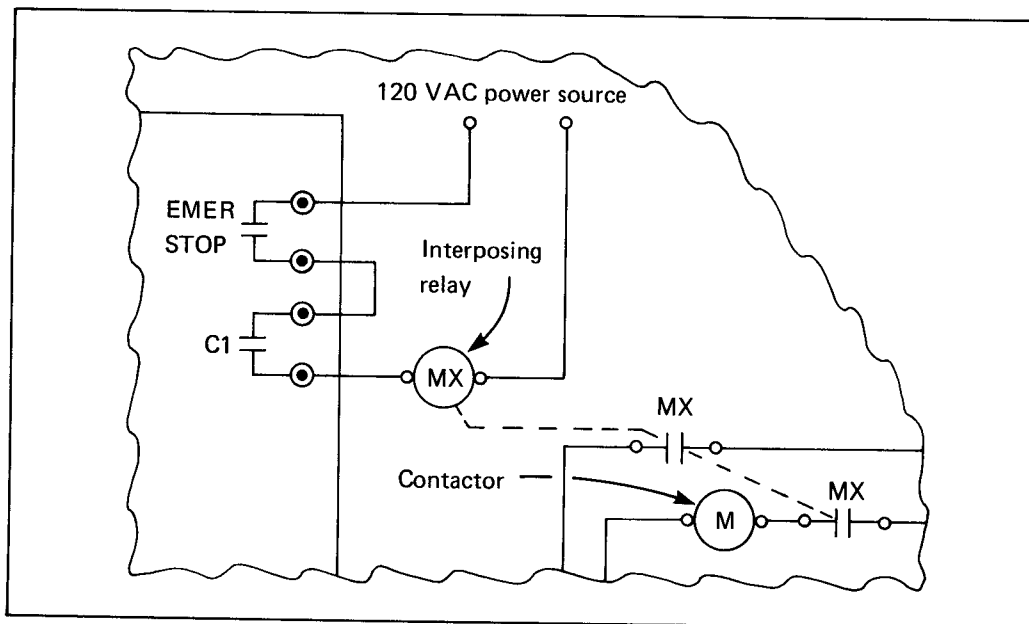 120 VAC power source
EMER
STOP
Interposing
relay
C1
MX
MX
Contactor
M
MX